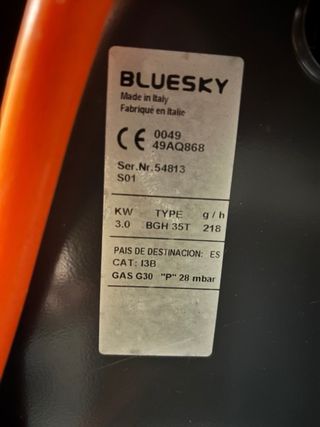 BLUESKY
Made in Italy
Fabriqué en Italie
CE 0049
49AQ868
Ser.Nr. 54813
S01
KW TYPE g / h
3.0 BGH 35T 218
PAIS DE DESTINACION: ES
CAT: I3B
GAS G30 "P" 28 mbar